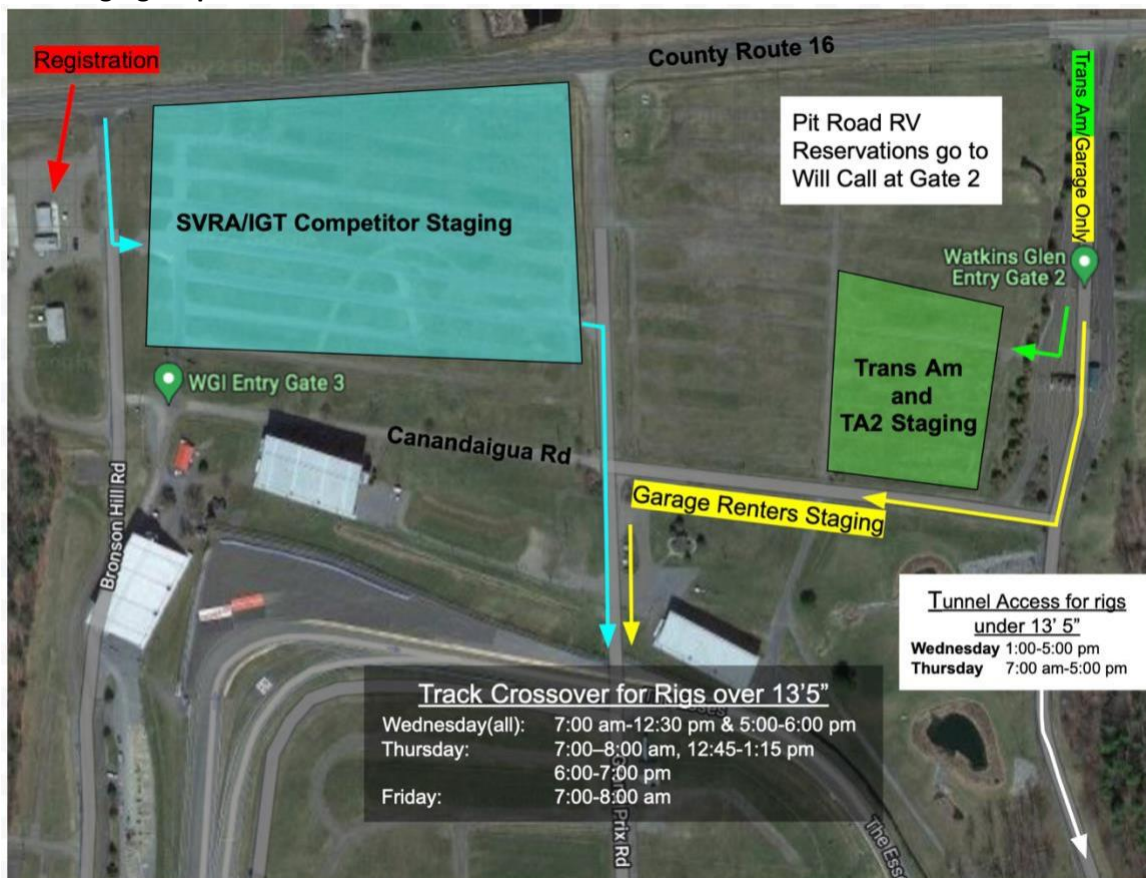 County Route 16
Registration
Trans Am/Garage Only
Pit Road RV
Reservations go to
Will Call at Gate 2
SVRA/IGT Competitor Staging
Watkins Glen
Entry Gate 2
WGI Entry Gate 3
Trans Am
and
TA2 Staging
Canandaigua Rd
Garage Renters Staging
Bronson Hill Rd
Tunnel Access for rigs
under 13' 5"
Wednesday 1:00-5:00 pm
Thursday 7:00 am-5:00 pm
Track Crossover for Rigs over 13'5"
Wednesday(all): 7:00 am-12:30 pm & 5:00-6:00 pm
Thursday: 7:00–8:00 am, 12:45-1:15 pm
6:00-7:00 pm
Friday: 7:00-8:00 am
Prix Rd
The